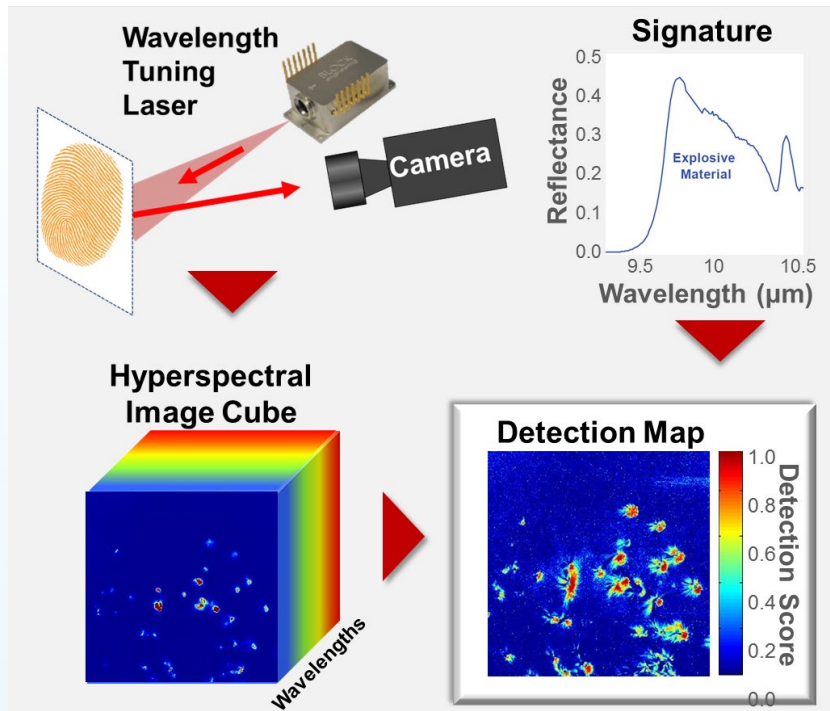 Wavelength
Tuning
Laser
BLOCK
Camera
Signature
0.5
0.4
0.3
0.2
0.1
0.0
Reflectance
Explosive
Material
9.5 10 10.5
Wavelength (µm)
Hyperspectral
Image Cube
Wavelengths
Detection Map
1.0
0.8
0.6
0.4
0.2
0.0
Detection Score